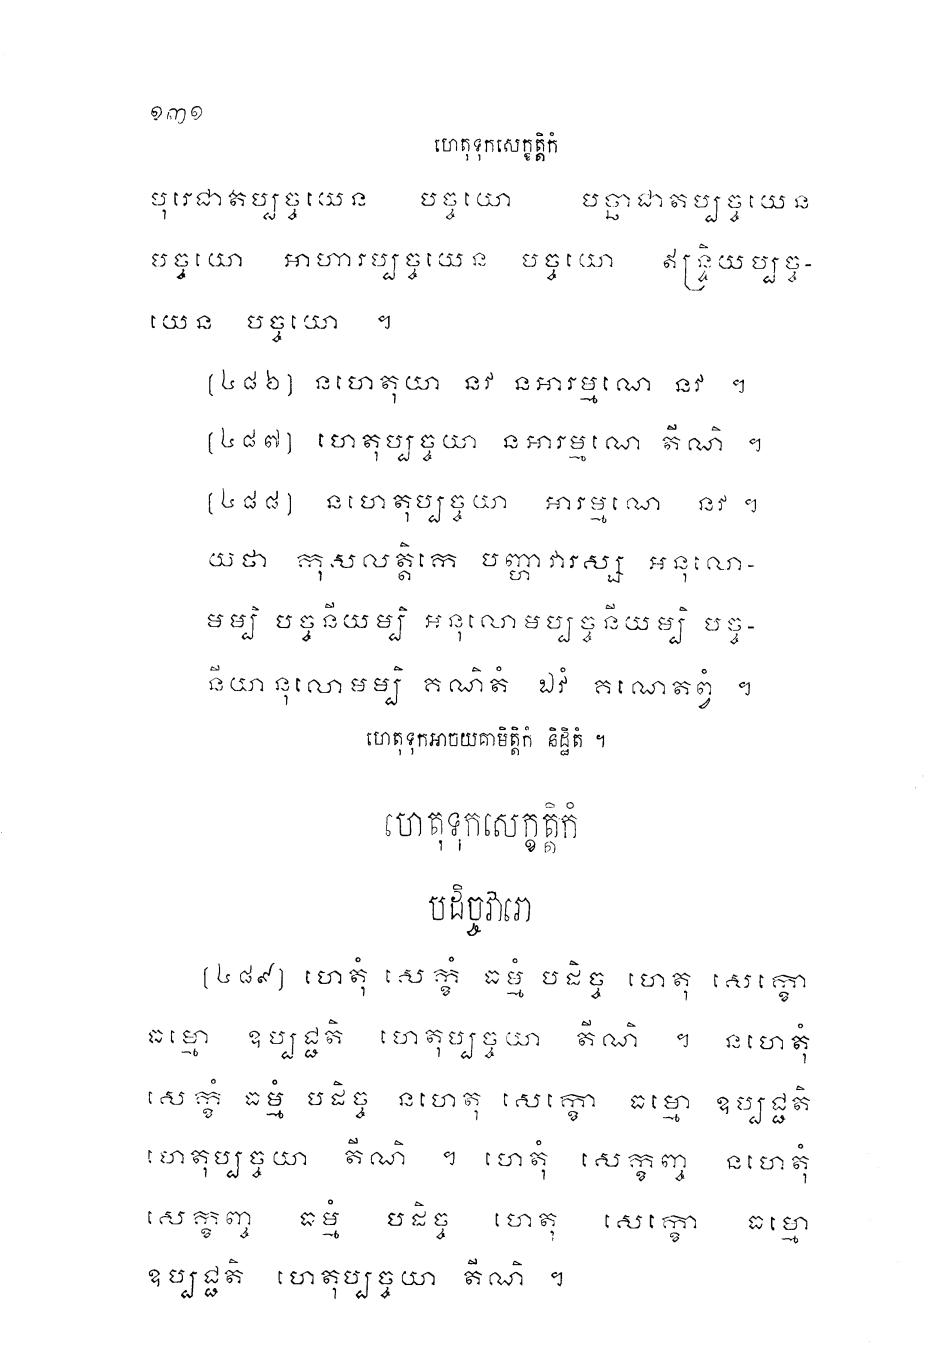 ១៣១
ហេតុទុកសេក្ខត្តិកំ
បុរេជាតប្បច្ចយេន បច្ចយោ បច្ឆាជាតប្បច្ចយេន
បច្ចយោ អាហារប្បច្ចយេន បច្ចយោ ឥន្ទ្រិយប្បច្ច-
យេន បច្ចយោ ។
[៤៨៦] នហេតុយា នវ នអារម្មណេ នវ ។
[៤៨៧] ហេតុប្បច្ចយា នអារម្មណេ តីណិ ។
[៤៨៨] នហេតុប្បច្ចយា អារម្មណេ នវ ។
យថា កុសលត្តិកេ បញ្ហាវារស្ស អនុលោ-
មម្បិ បច្ចនីយម្បិ អនុលោមប្បច្ចនីយម្បិ បច្ច-
នីយានុលោមម្បិ គណិតំ ឯវំ គណេតព្វំ ។
ហេតុទុកអាចយគាមិត្តិកំ និដ្ឋិតំ ។
ហេតុទុកសេក្ខត្តិកំ
បដិច្ចវារោ
[៤៨៩] ហេតុំ សេក្ខំ ធម្មំ បដិច្ច ហេតុ សេក្ខោ
ធម្មោ ឧប្បជ្ជតិ ហេតុប្បច្ចយា តីណិ ។ នហេតុំ
សេក្ខំ ធម្មំ បដិច្ច នហេតុ សេក្ខោ ធម្មោ ឧប្បជ្ជតិ
ហេតុប្បច្ចយា តីណិ ។ ហេតុំ សេក្ខញ្ច នហេតុំ
សេក្ខញ្ច ធម្មំ បដិច្ច ហេតុ សេក្ខោ ធម្មោ
ឧប្បជ្ជតិ ហេតុប្បច្ចយា តីណិ ។